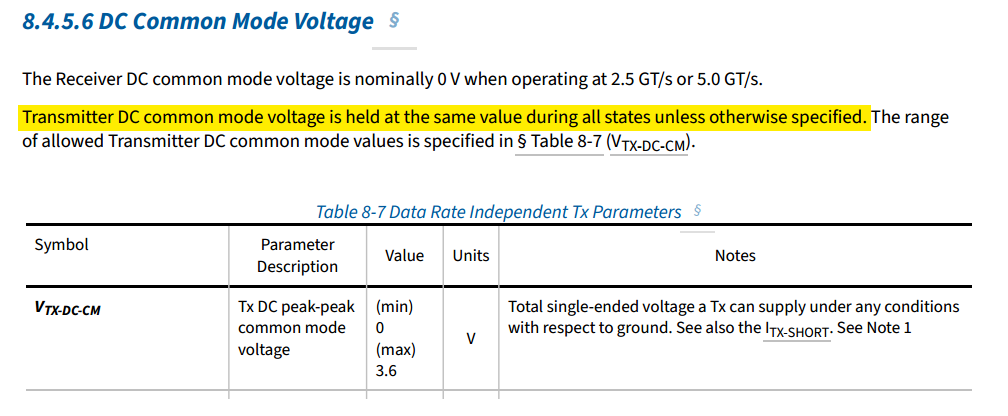 8.4.5.6 DC Common Mode Voltage §
The Receiver DC common mode voltage is nominally 0 V when operating at 2.5 GT/s or 5.0 GT/s.
Transmitter DC common mode voltage is held at the same value during all states unless otherwise specified. The range
of allowed Transmitter DC common mode values is specified in § Table 8-7 (VTX-DC-CM).
Table 8-7 Data Rate Independent Tx Parameters §
Symbol
Parameter
Description
Value
Units
Notes
VTX-DC-CM
Tx DC peak-peak
common mode
voltage
(min)
0
(max)
3.6
V
Total single-ended voltage a Tx can supply under any conditions
with respect to ground. See also the ITX-SHORT. See Note 1